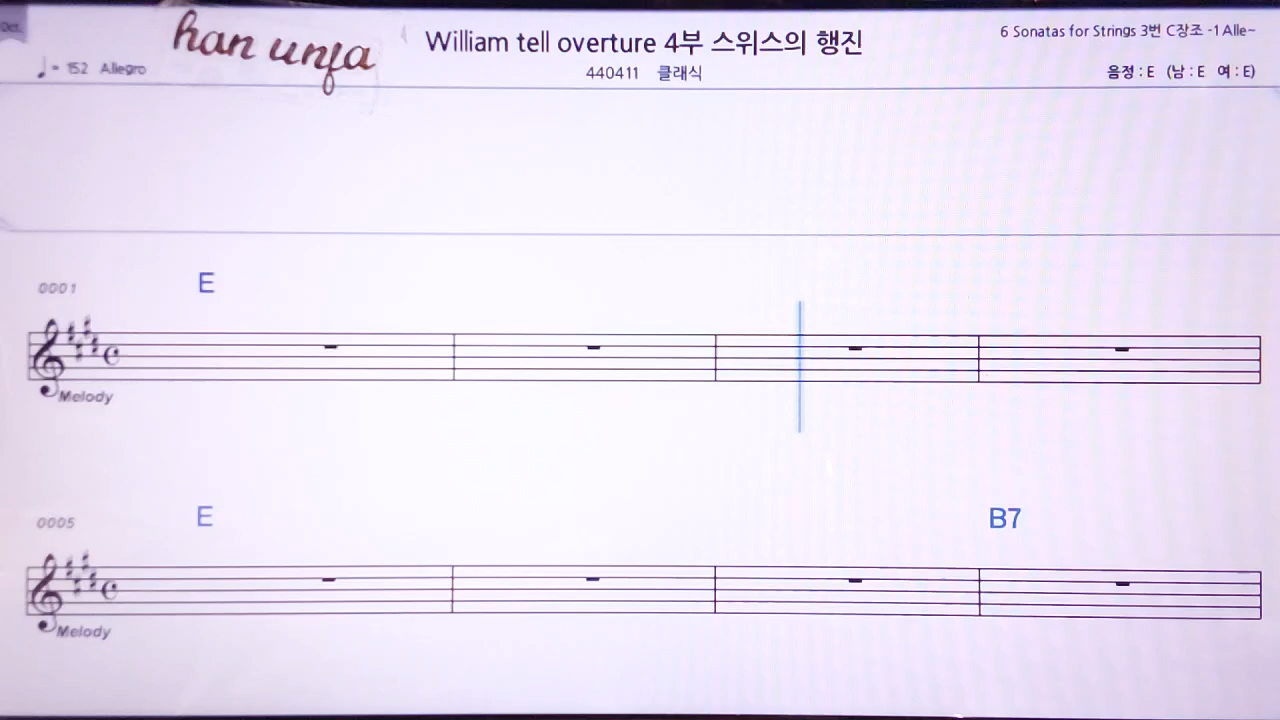 Oct.
han unfa
William tell overture 4부 스위스의 행진
6 Sonatas for Strings 3번 C장조 -1 Alle~
♩ = 152 Allegro
440411 클래식
음정 : E (남 : E 여 : E)
0001 E
Melody
0005 E B7
Melody